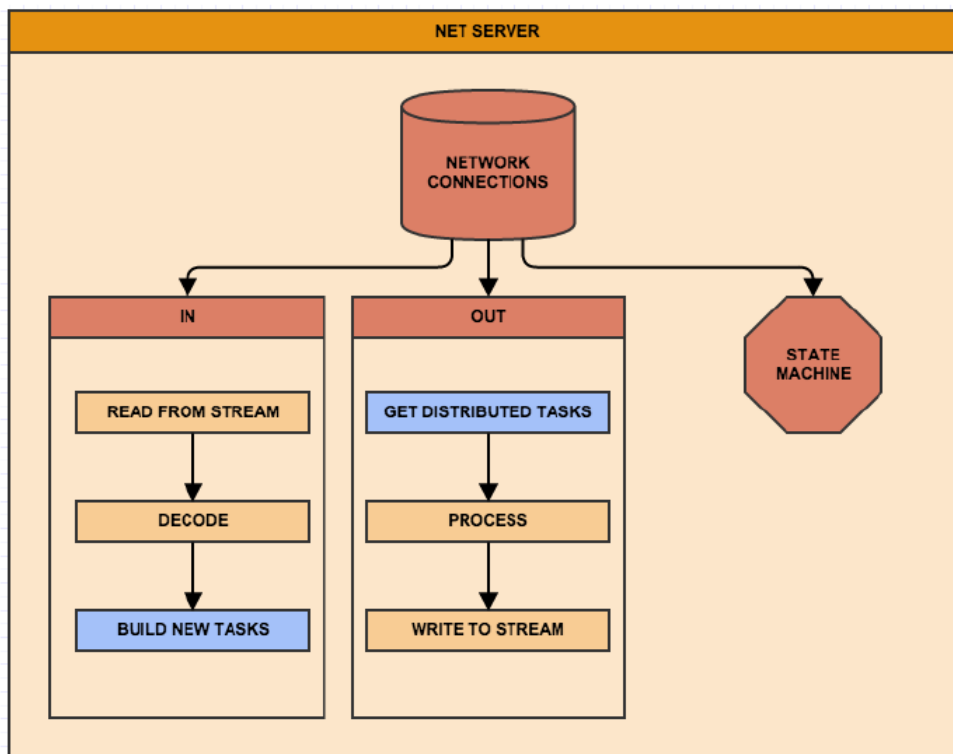 NET SERVER
NETWORK
CONNECTIONS
IN
OUT
STATE
MACHINE
READ FROM STREAM
GET DISTRIBUTED TASKS
DECODE
PROCESS
BUILD NEW TASKS
WRITE TO STREAM